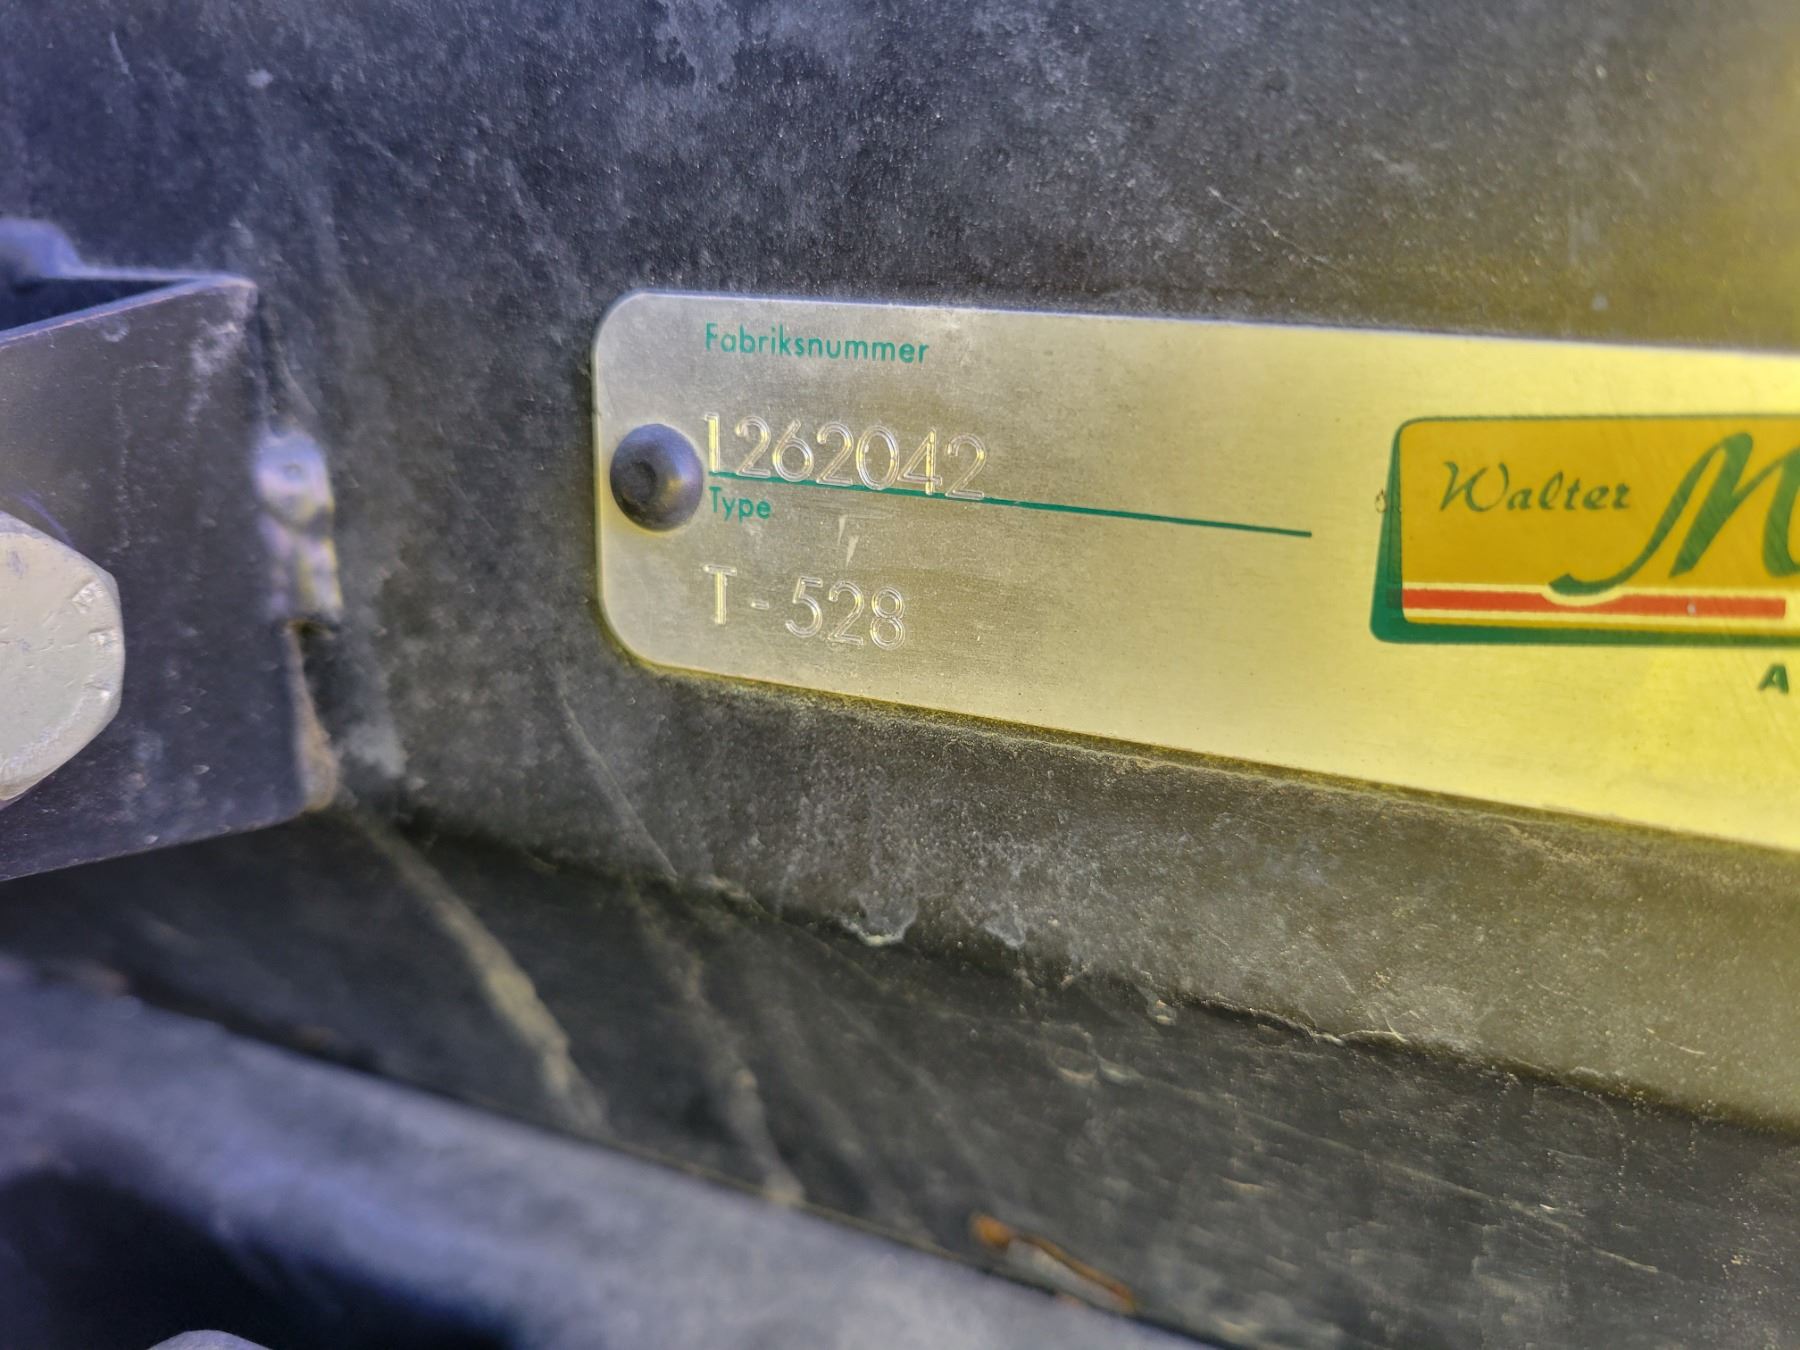 Fabriksnummer
1262042
Type
T-528
Walter M
A